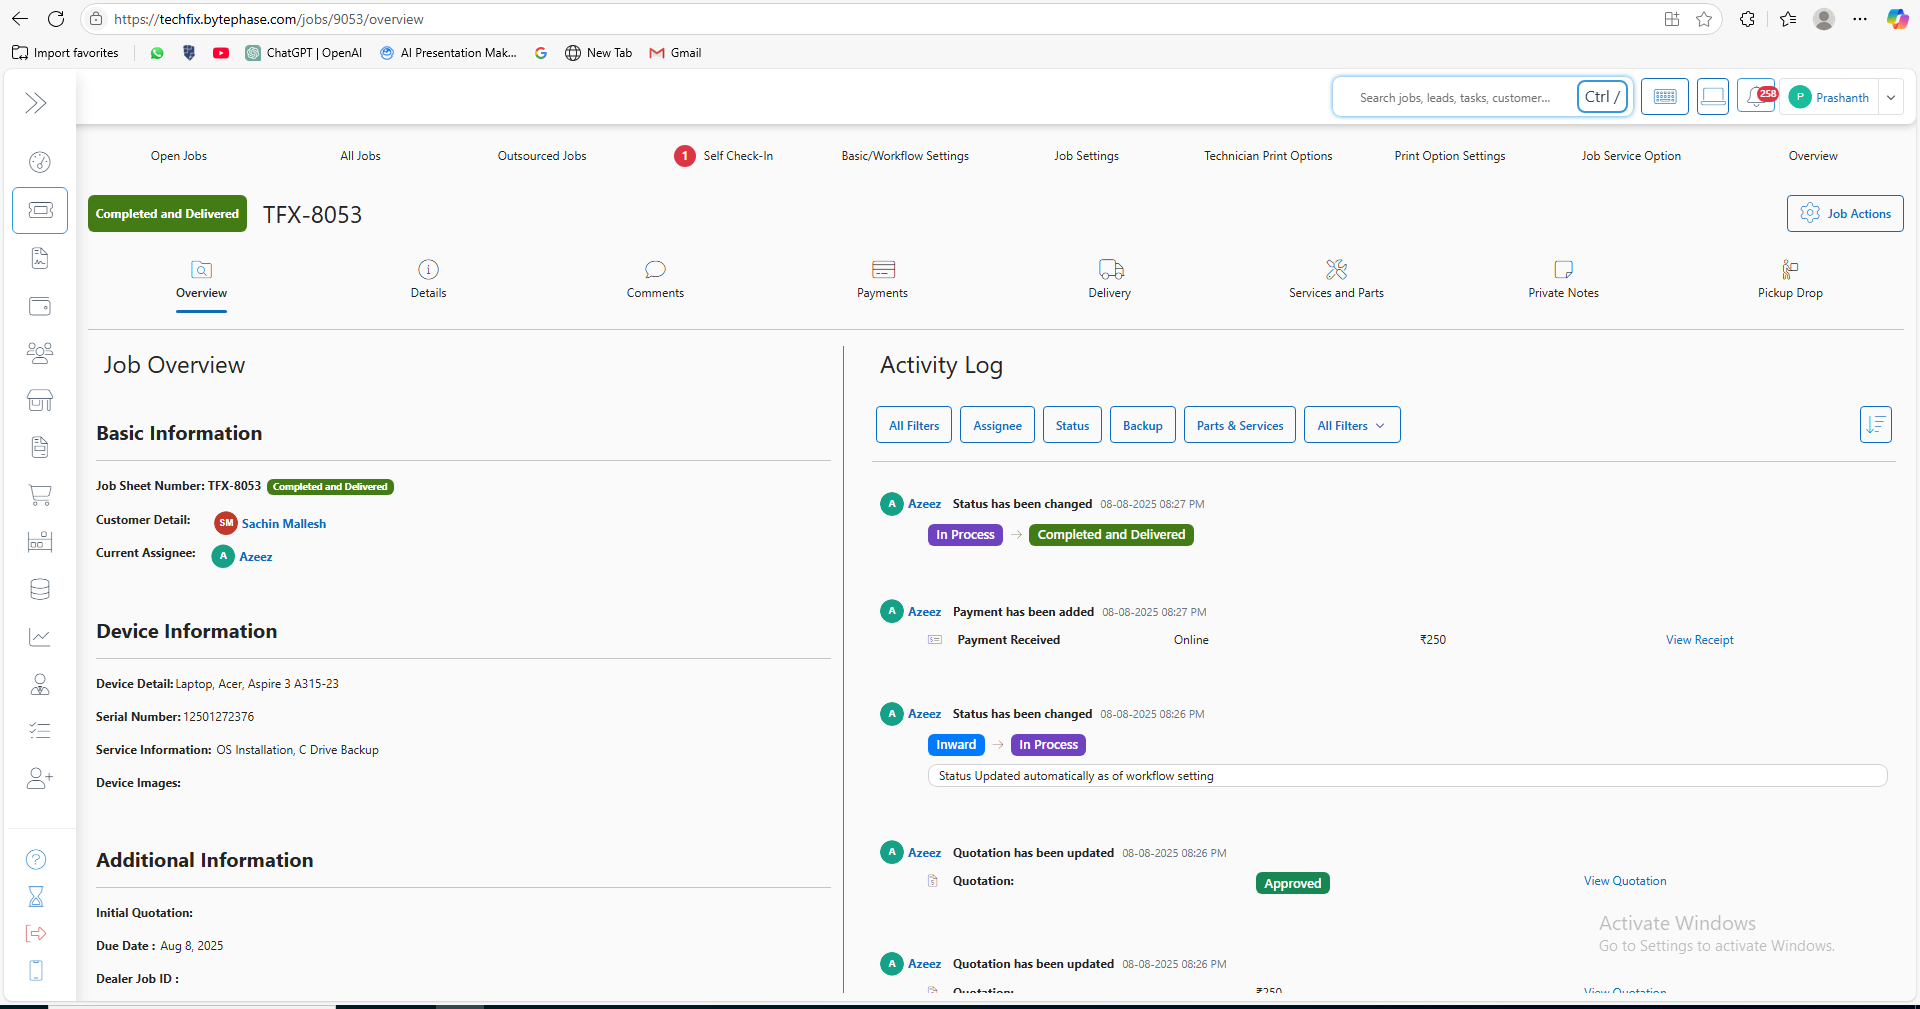 https://techfix.bytephase.com/jobs/9053/overview
Import favorites
ChatGPT | OpenAI
AI Presentation Mak...
New Tab
Gmail
Search jobs, leads, tasks, customer...
Ctrl /
258
P
Prashanth
Open Jobs
All Jobs
Outsourced Jobs
1
Self Check-In
Basic/Workflow Settings
Job Settings
Technician Print Options
Print Option Settings
Job Service Option
Overview
Completed and Delivered
TFX-8053
Job Actions
Overview
Details
Comments
Payments
Delivery
Services and Parts
Private Notes
Pickup Drop
Job Overview
Basic Information
Job Sheet Number: TFX-8053 Completed and Delivered
Customer Detail: SM Sachin Mallesh
Current Assignee: A Azeez
Device Information
Device Detail: Laptop, Acer, Aspire 3 A315-23
Serial Number: 12501272376
Service Information: OS Installation, C Drive Backup
Device Images:
Additional Information
Initial Quotation:
Due Date : Aug 8, 2025
Dealer Job ID :
Activity Log
All Filters
Assignee
Status
Backup
Parts & Services
All Filters
A Azeez Status has been changed 08-08-2025 08:27 PM
In Process → Completed and Delivered
A Azeez Payment has been added 08-08-2025 08:27 PM
Payment Received Online ₹250 View Receipt
A Azeez Status has been changed 08-08-2025 08:26 PM
Inward → In Process
Status Updated automatically as of workflow setting
A Azeez Quotation has been updated 08-08-2025 08:26 PM
Quotation: Approved View Quotation
A Azeez Quotation has been updated 08-08-2025 08:26 PM
Quotation: ₹250 View Quotation
Activate Windows
Go to Settings to activate Windows.